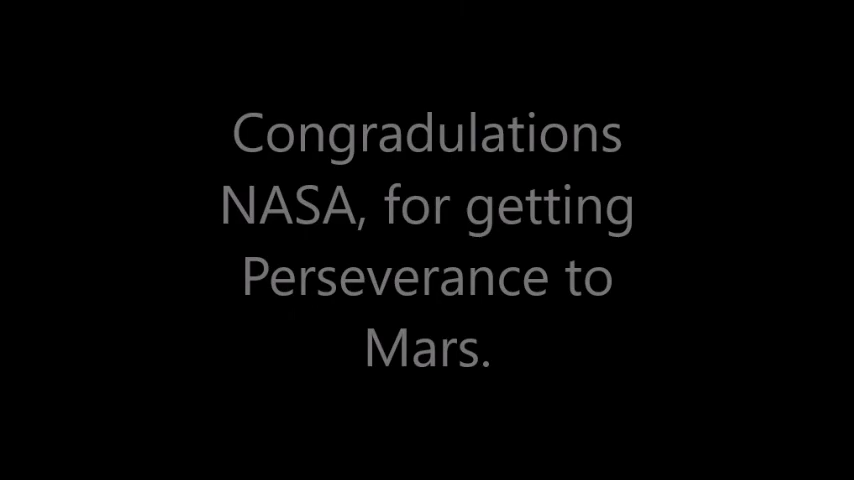 Congradulations
NASA, for getting
Perseverance to
Mars.